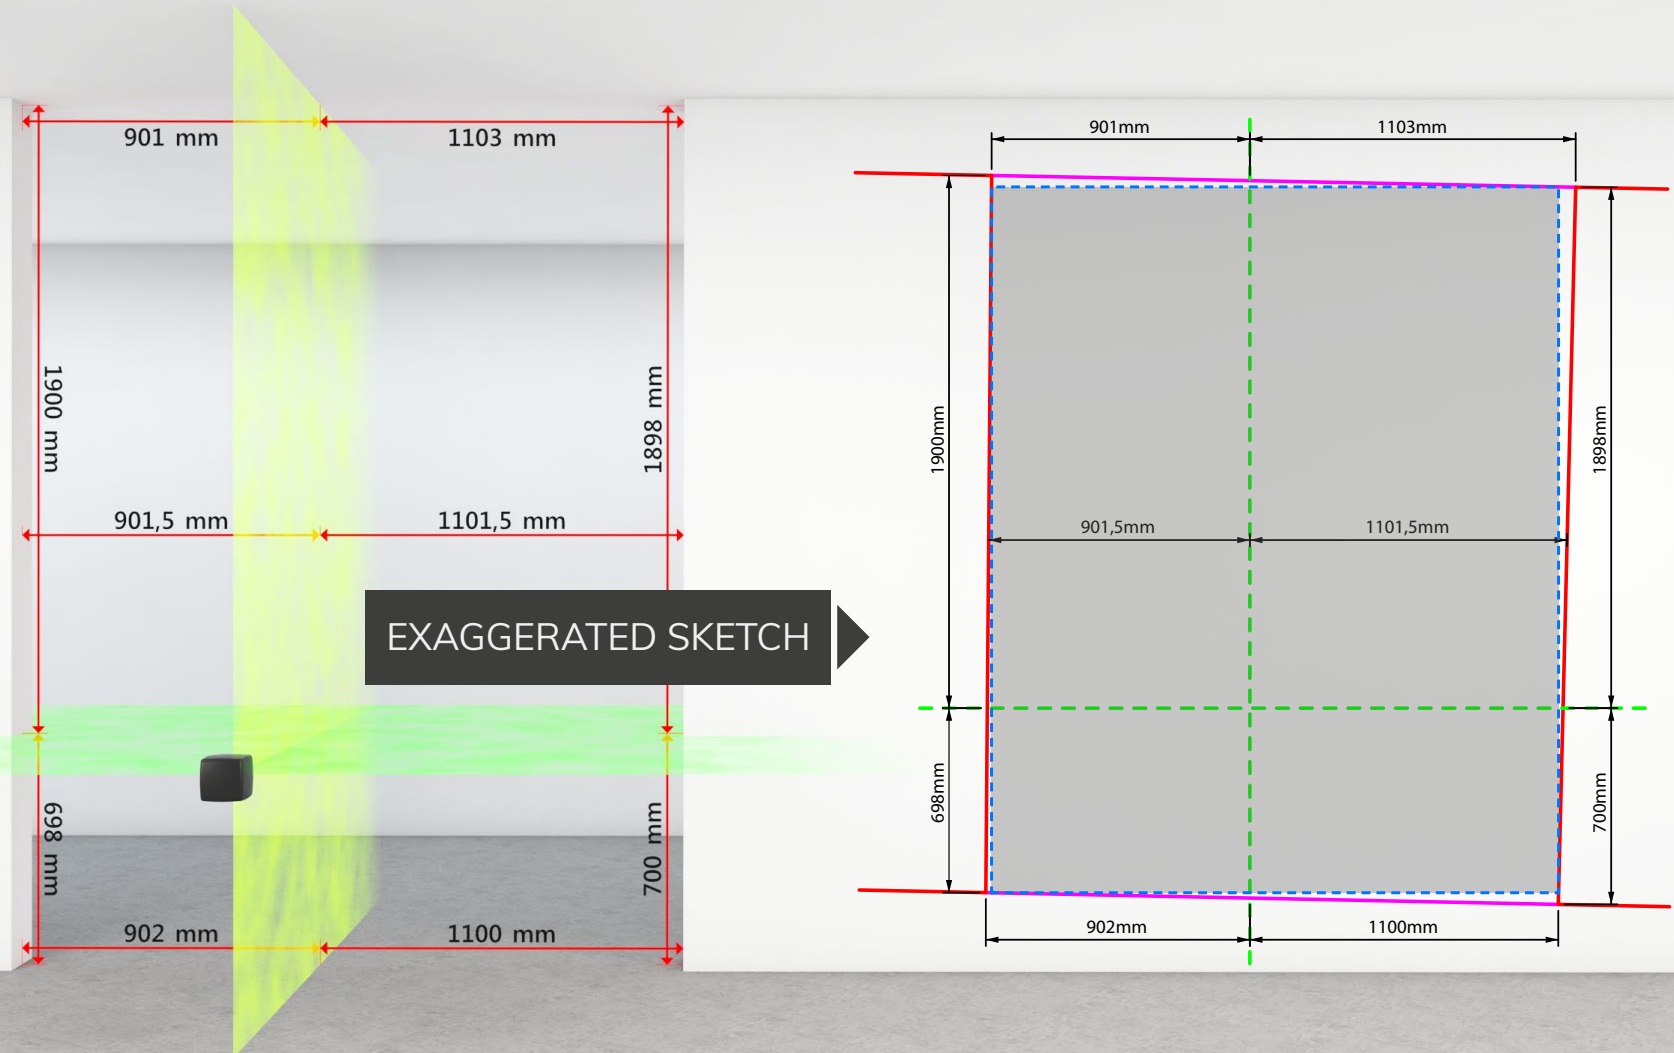 901 mm
1103 mm
1900 mm
1898 mm
901,5 mm
1101,5 mm
698 mm
700 mm
902 mm
1100 mm
EXAGGERATED SKETCH
901mm
1103mm
1900mm
1898mm
901,5mm
1101,5mm
698mm
700mm
902mm
1100mm